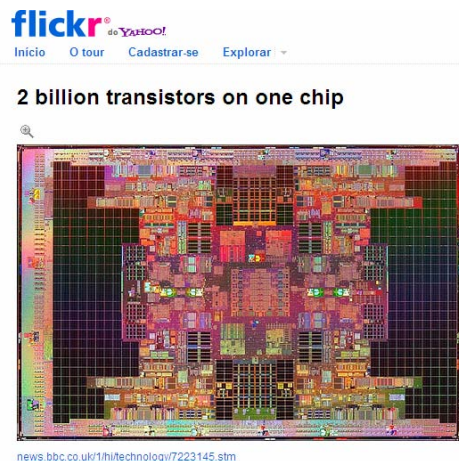 flickr® do YAHOO!
Início O tour Cadastrar-se Explorar
2 billion transistors on one chip
news.bbc.co.uk/1/hi/technology/7223145.stm